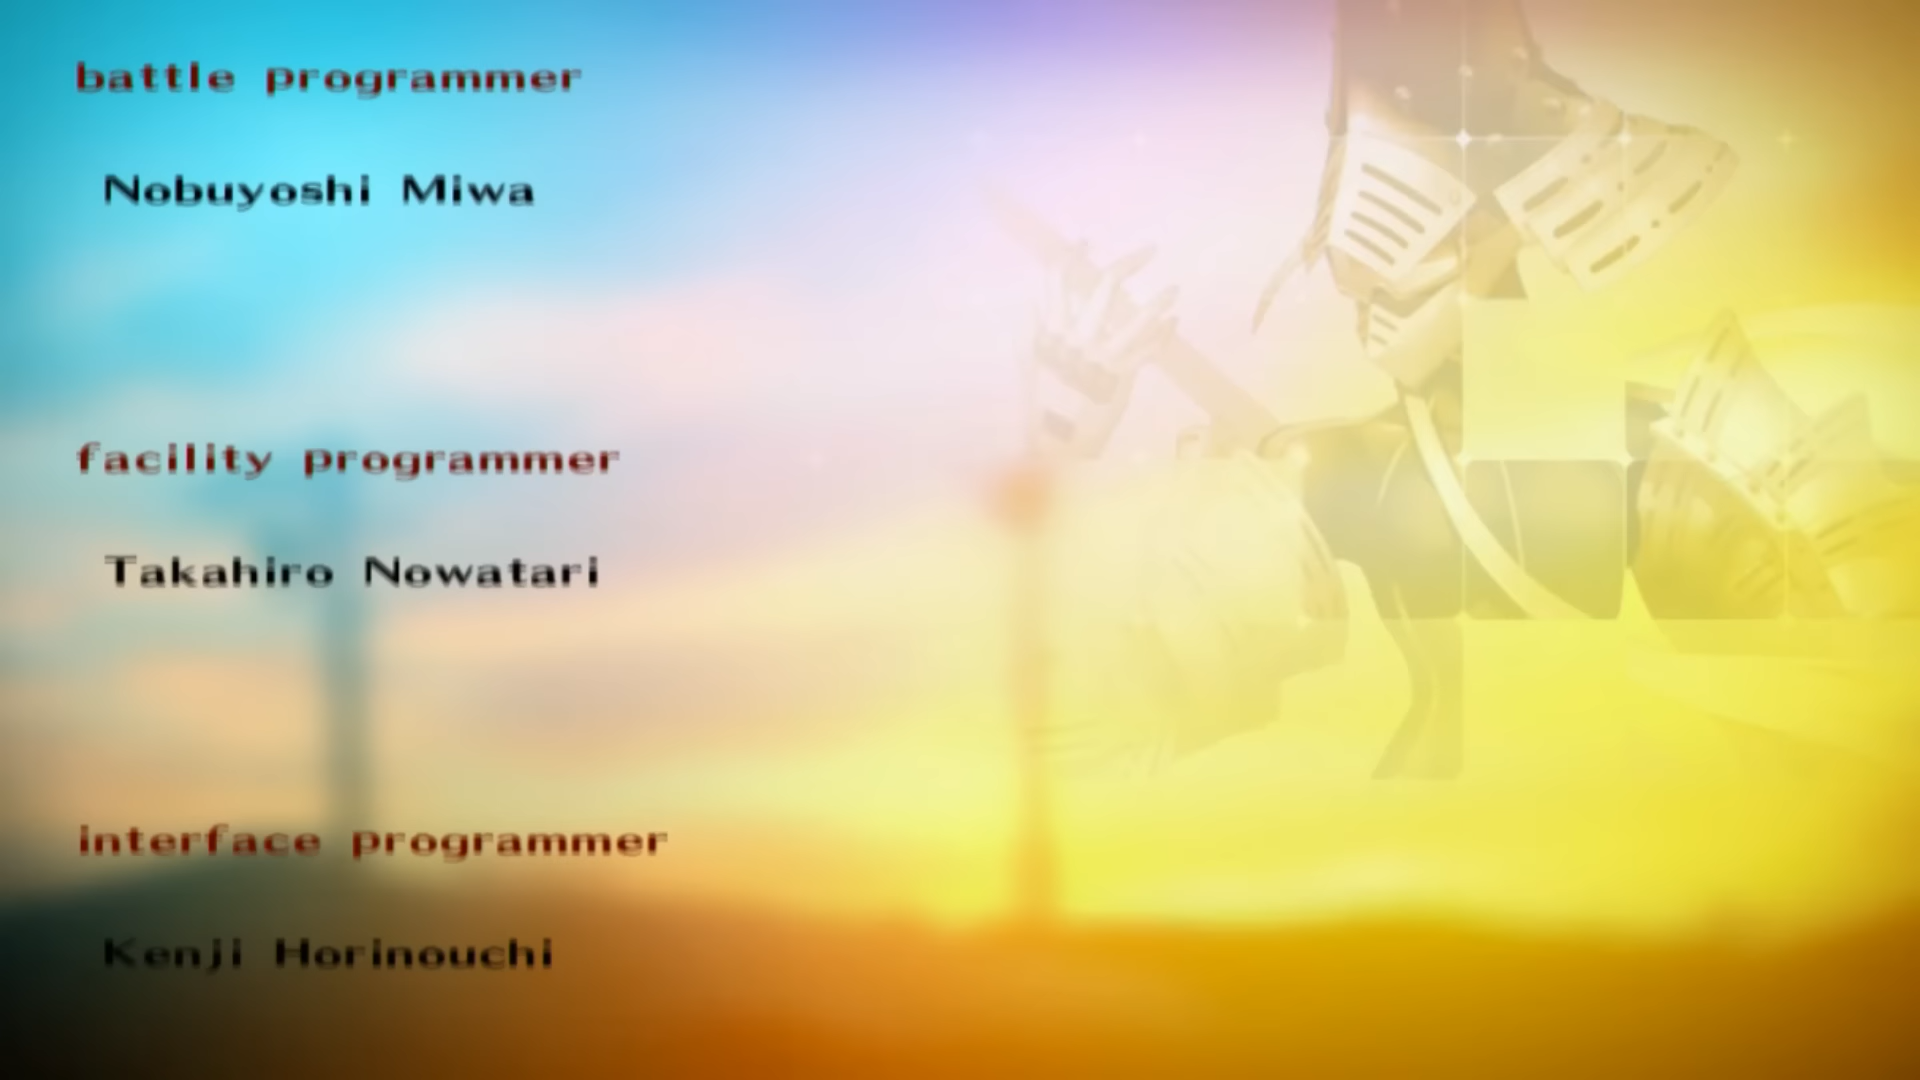 battle programmer
Nobuyoshi Miwa
facility programmer
Takahiro Nowatari
interface programmer
Kenji Horinouchi